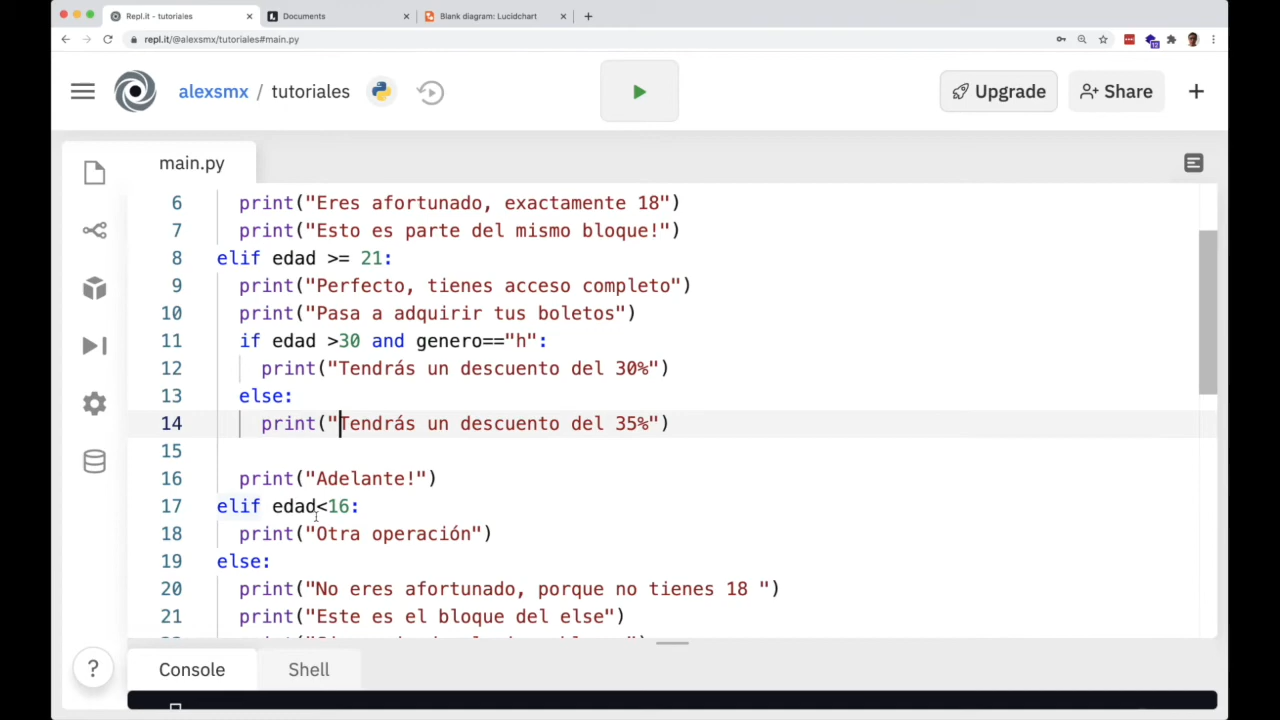 Repl.it - tutoriales
Documents
Blank diagram: Lucidchart
repl.it/@alexsmx/tutoriales#main.py
12
alexsmx / tutoriales
Upgrade
Share
main.py
6 print("Eres afortunado, exactamente 18")
7 print("Esto es parte del mismo bloque!")
8 elif edad >= 21:
9 print("Perfecto, tienes acceso completo")
10 print("Pasa a adquirir tus boletos")
11 if edad >30 and genero=="h":
12 print("Tendrás un descuento del 30%")
13 else:
14 print("Tendrás un descuento del 35%")
15
16 print("Adelante!")
17 elif edad<16:
18 print("Otra operación")
19 else:
20 print("No eres afortunado, porque no tienes 18 ")
21 print("Este es el bloque del else")
?
Console
Shell